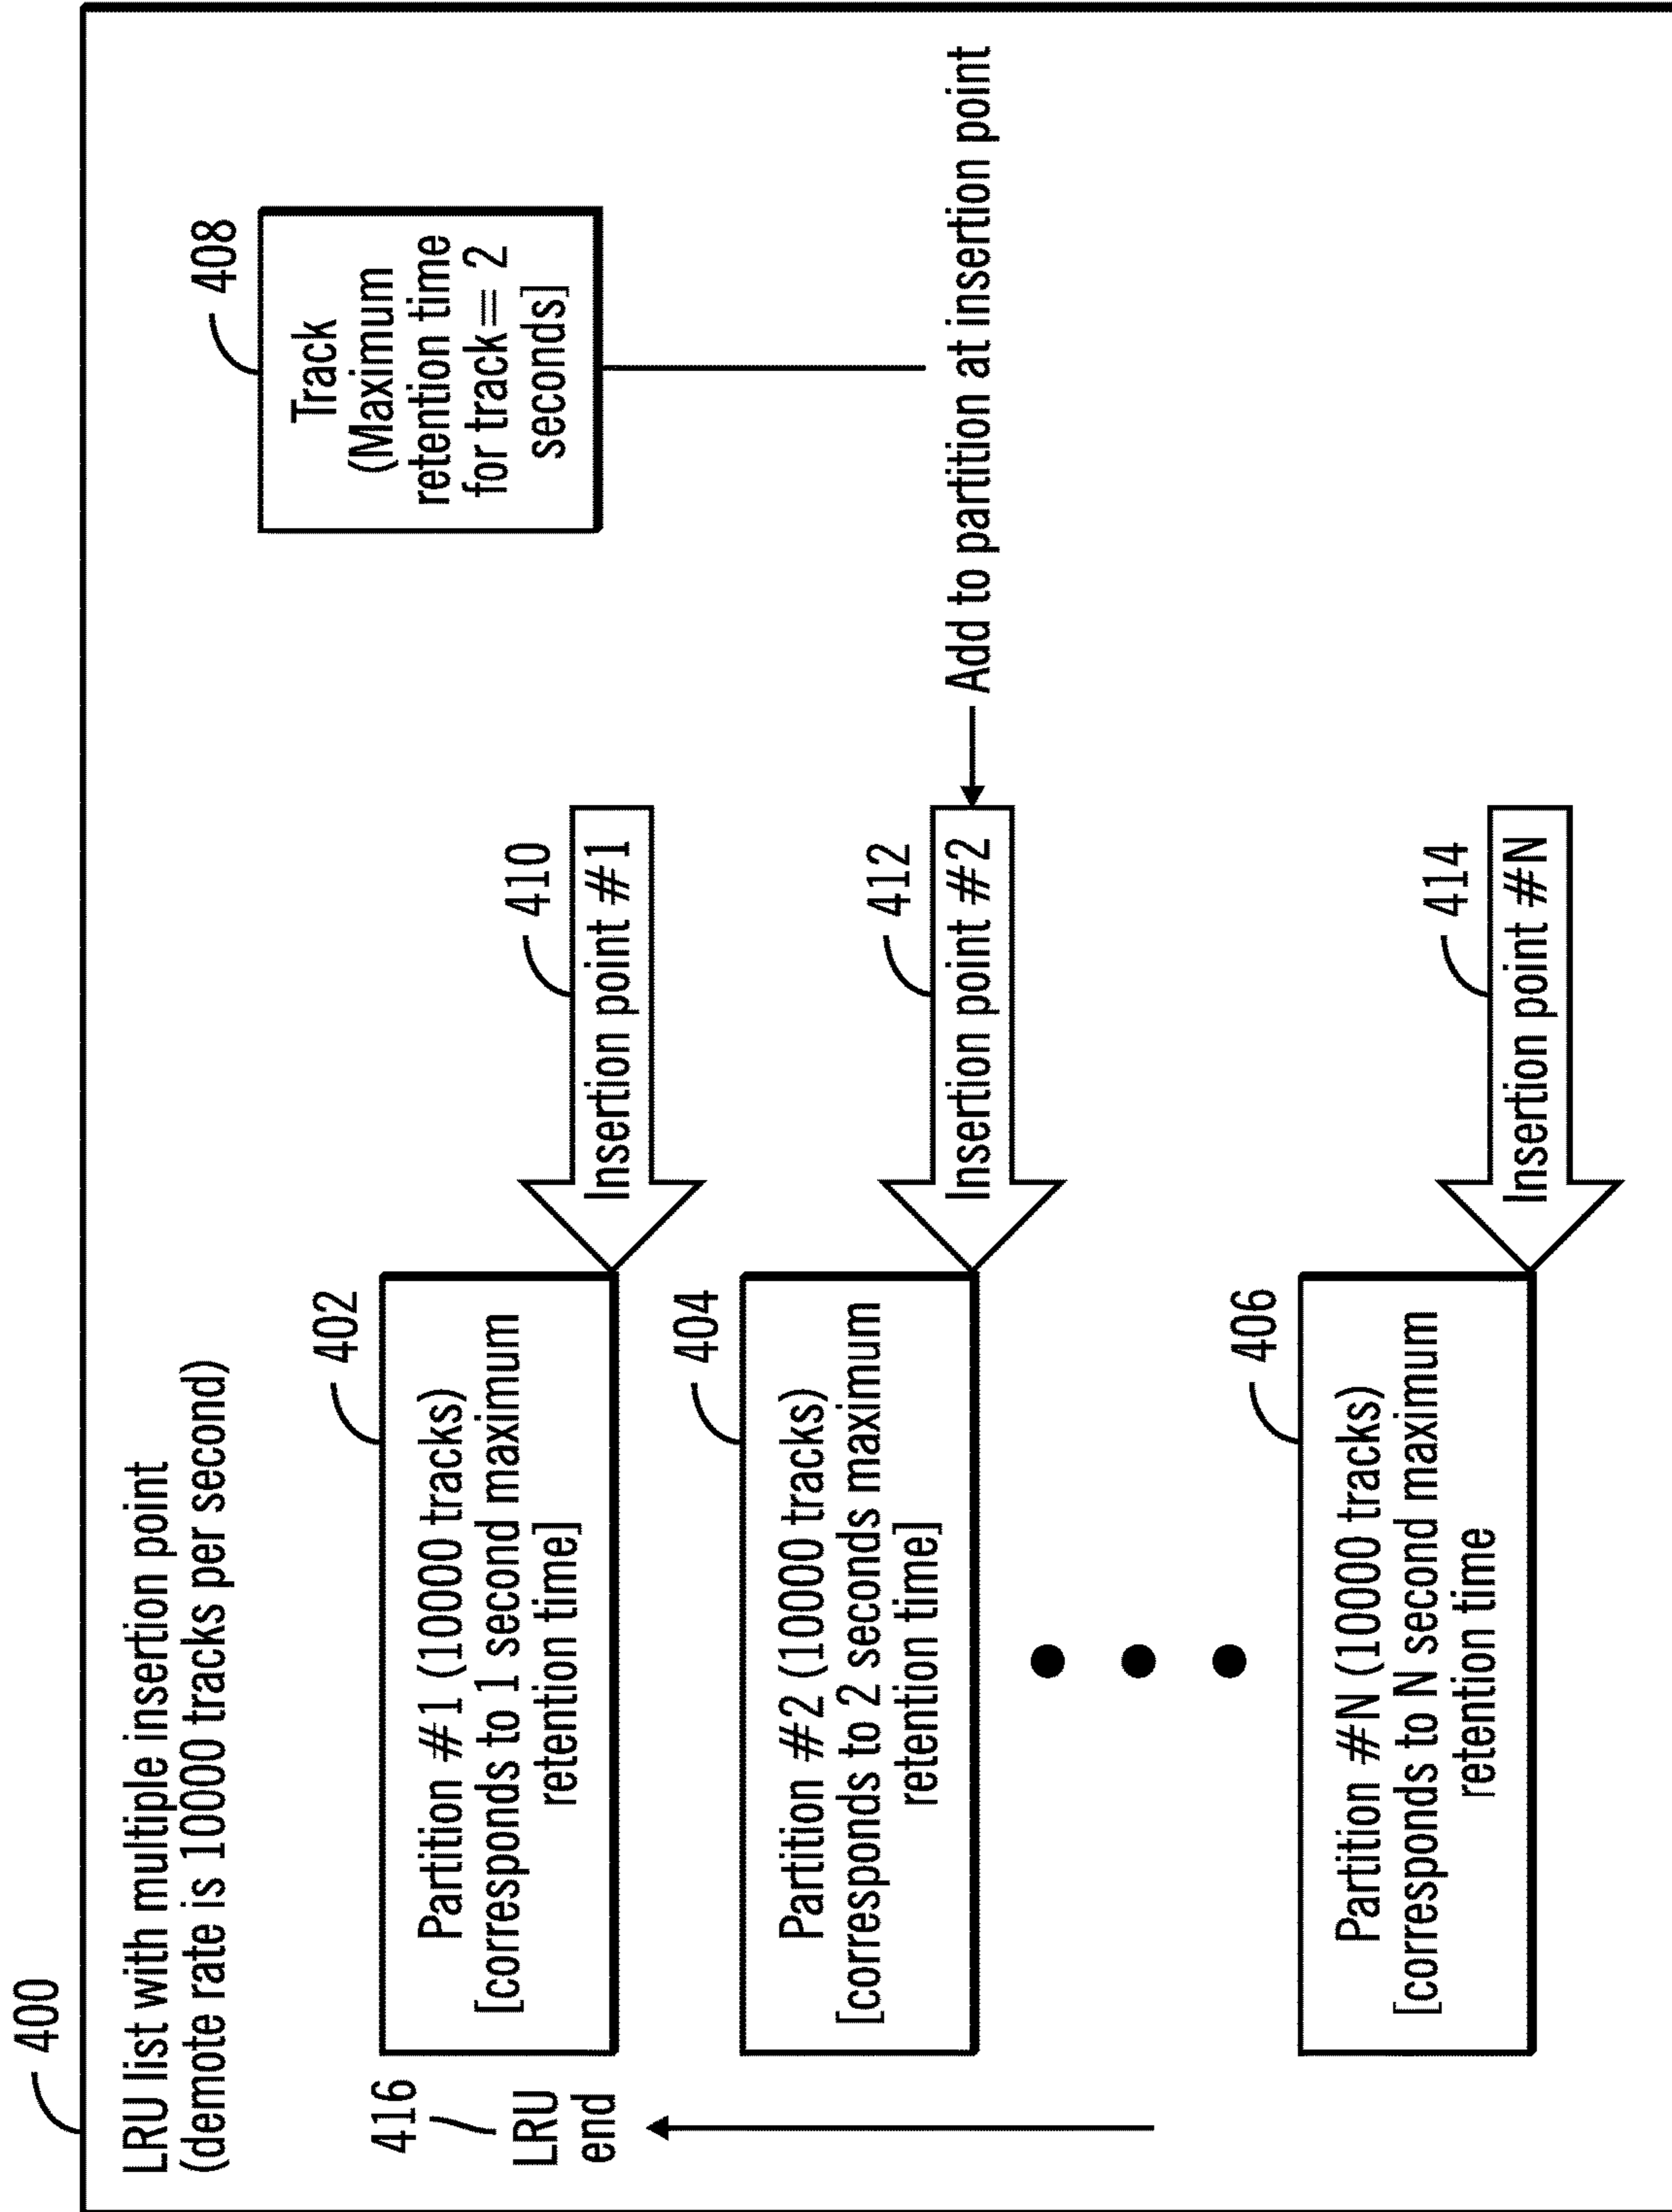 400
LRU list with multiple insertion point
(demote rate is 10000 tracks per second)
416
LRU
end
402
Partition #1 (10000 tracks)
[corresponds to 1 second maximum
retention time]
410
Insertion point #1
408
Track
(Maximum
retention time
for track= 2
seconds]
404
Partition #2 (10000 tracks)
[corresponds to 2 seconds maximum
retention time]
412
Insertion point #2
Add to partition at insertion point
406
Partition #N (10000 tracks)
[corresponds to N second maximum
retention time
414
Insertion point #N